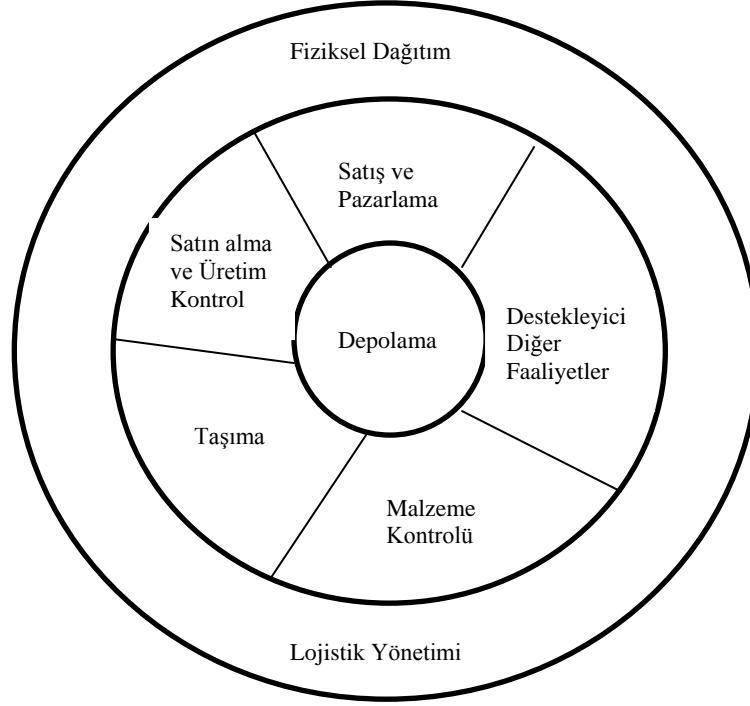 Fiziksel Dağıtım
Satış ve
Pazarlama
Satın alma
ve Üretim
Kontrol
Depolama
Destekleyici
Diğer
Faaliyetler
Taşıma
Malzeme
Kontrolü
Lojistik Yönetimi